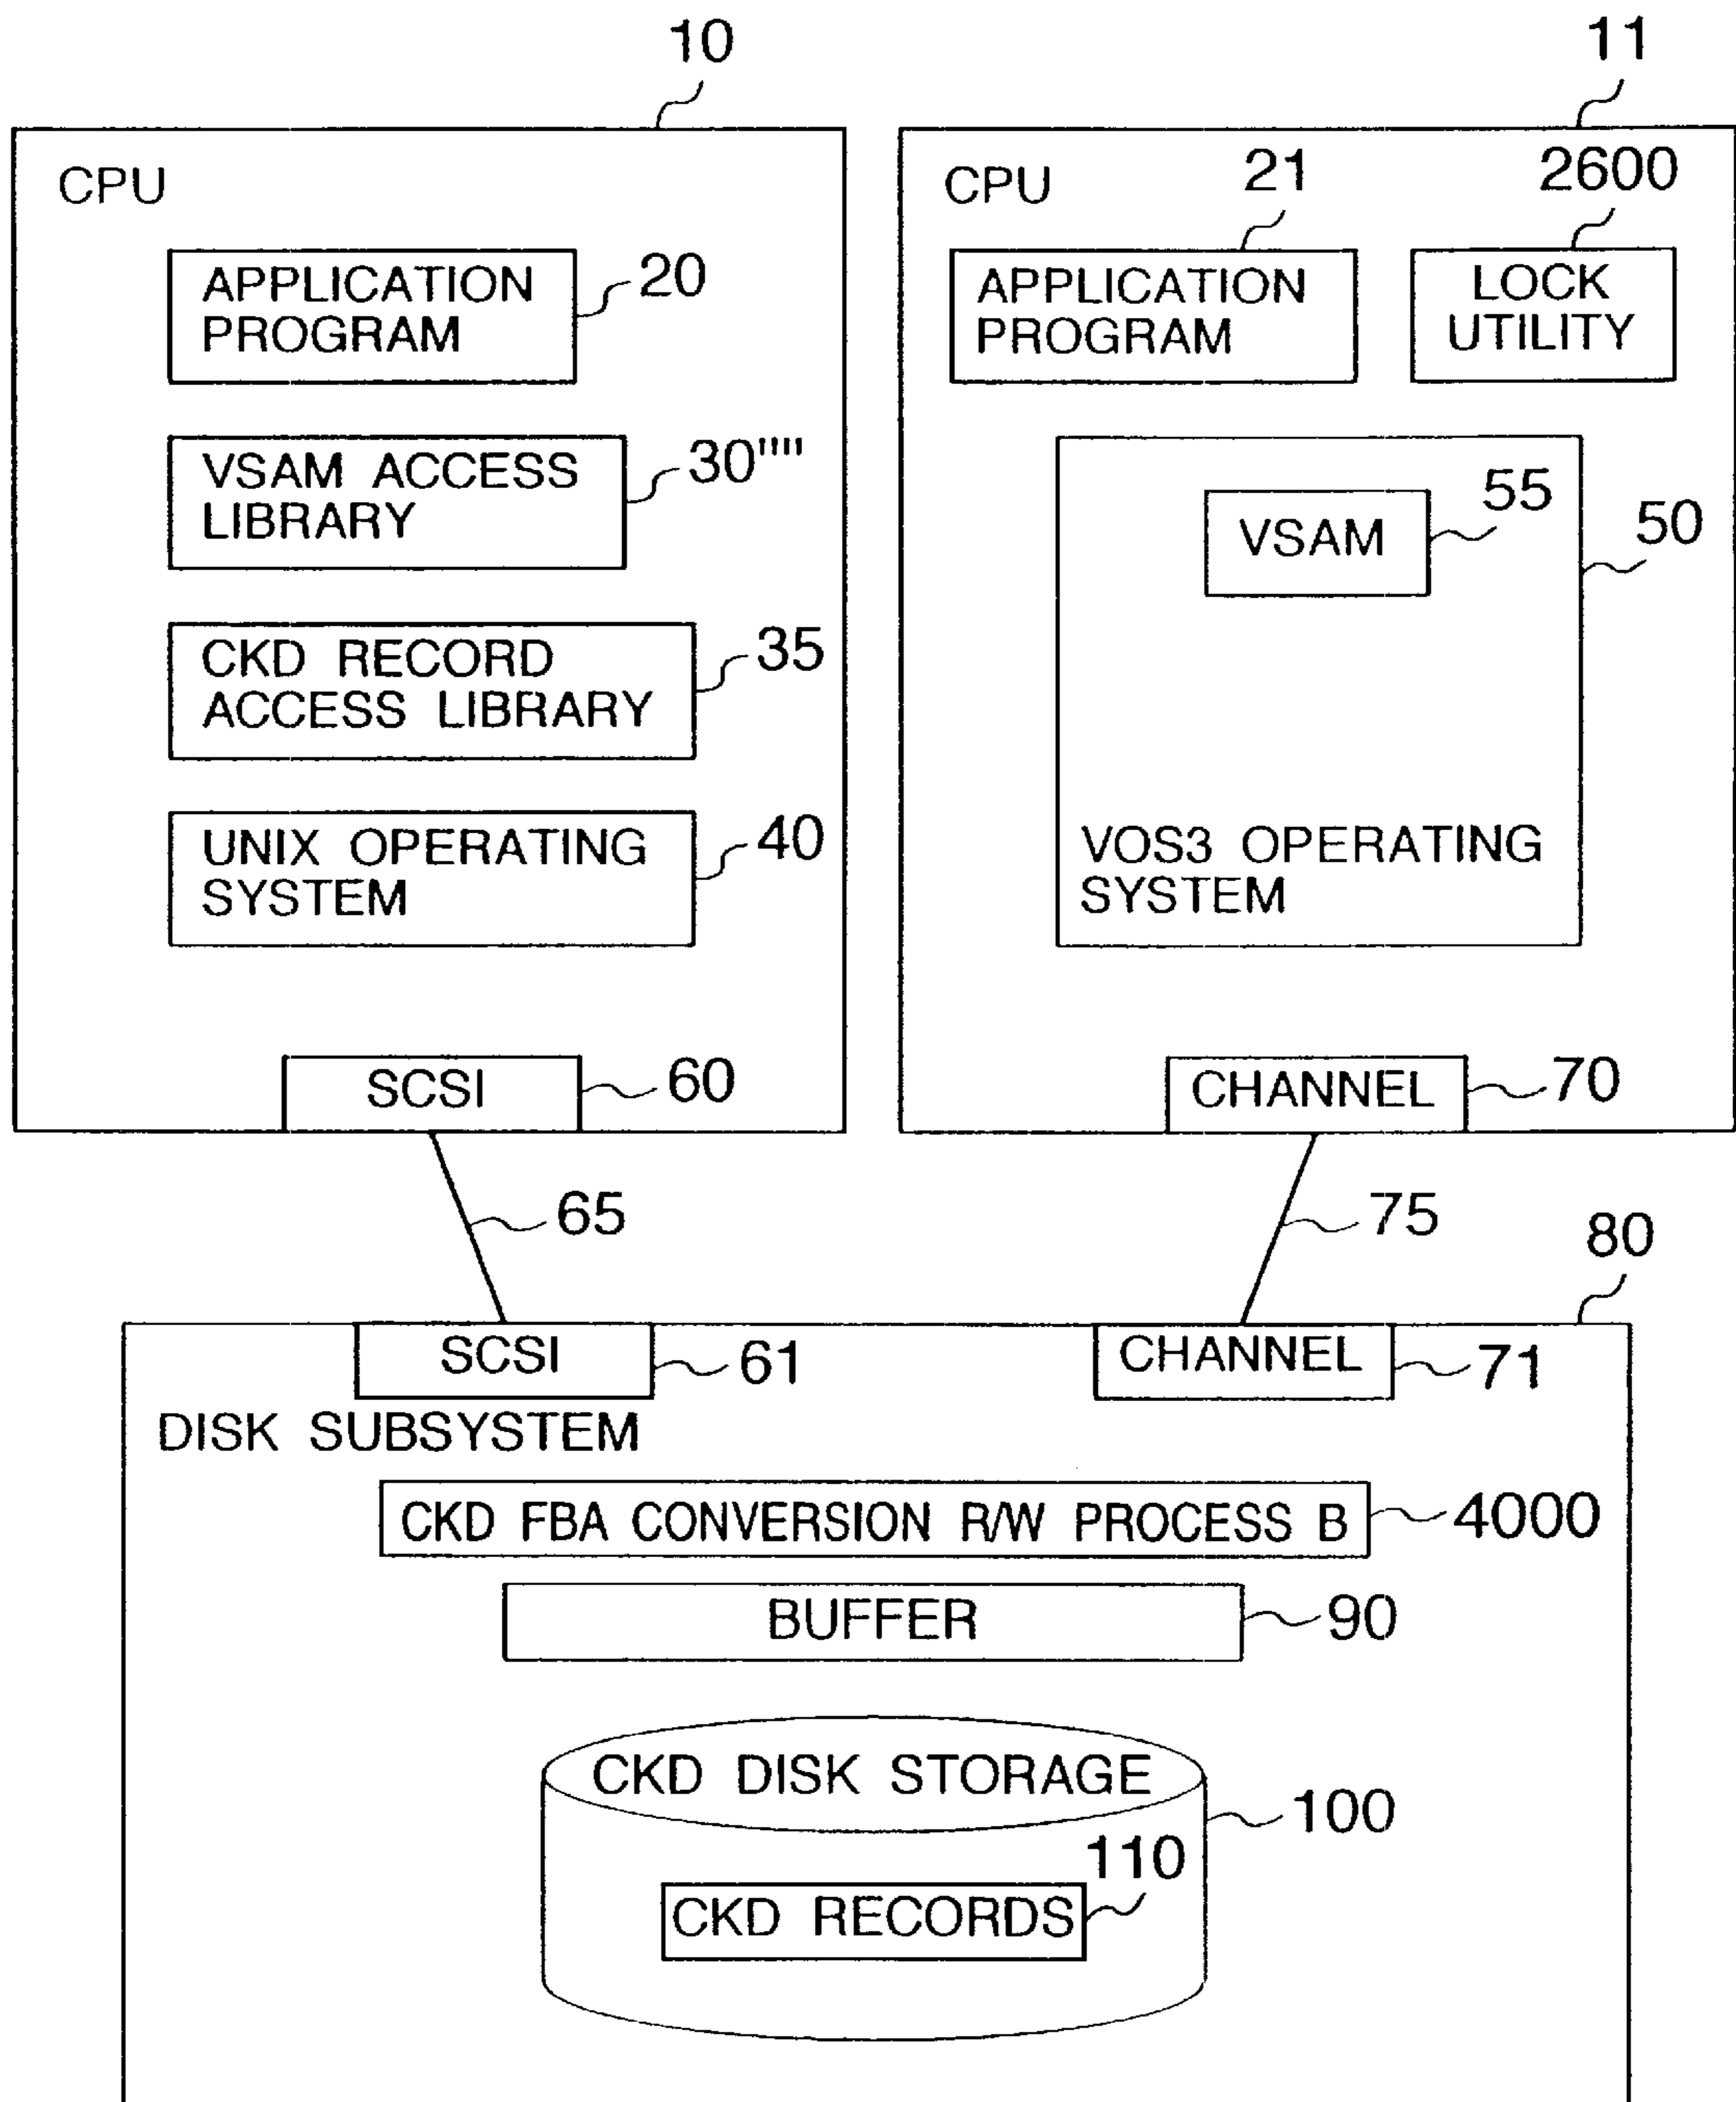 10
11
CPU
CPU
21
2600
APPLICATION
PROGRAM
20
APPLICATION
PROGRAM
LOCK
UTILITY
VSAM ACCESS
LIBRARY
30""
VSAM
55
50
CKD RECORD
ACCESS LIBRARY
35
UNIX OPERATING
SYSTEM
40
VOS3 OPERATING
SYSTEM
SCSI
60
CHANNEL
70
65
75
80
SCSI
61
CHANNEL
71
DISK SUBSYSTEM
CKD FBA CONVERSION R/W PROCESS B
4000
BUFFER
90
CKD DISK STORAGE
100
110
CKD RECORDS